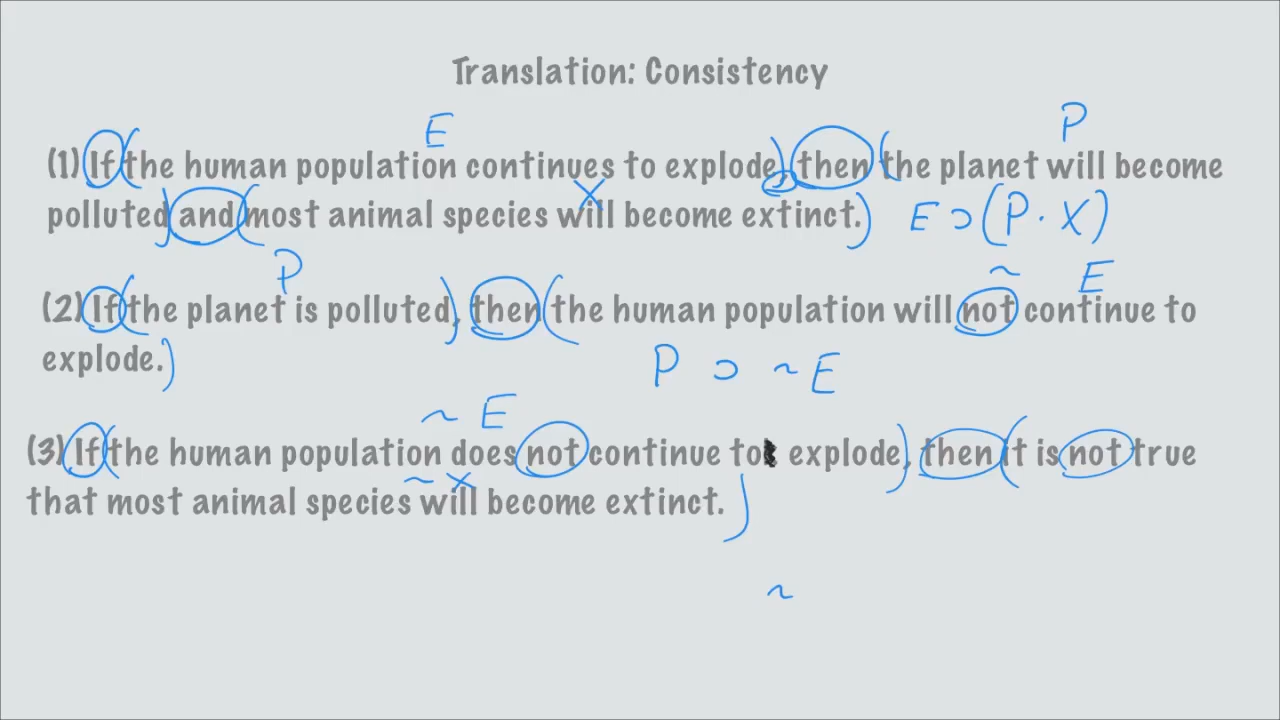 Translation: Consistency
E P
(1) If (the human population continues to explode), then (the planet will become
X
polluted) and (most animal species will become extinct.) E ⊃ (P · X)
P ~ E
(2) If (the planet is polluted), then (the human population will not continue to
explode.)
P ⊃ ~ E
~ E
(3) If (the human population does not continue to explode), then (it is not true
~ X
that most animal species will become extinct.)
~